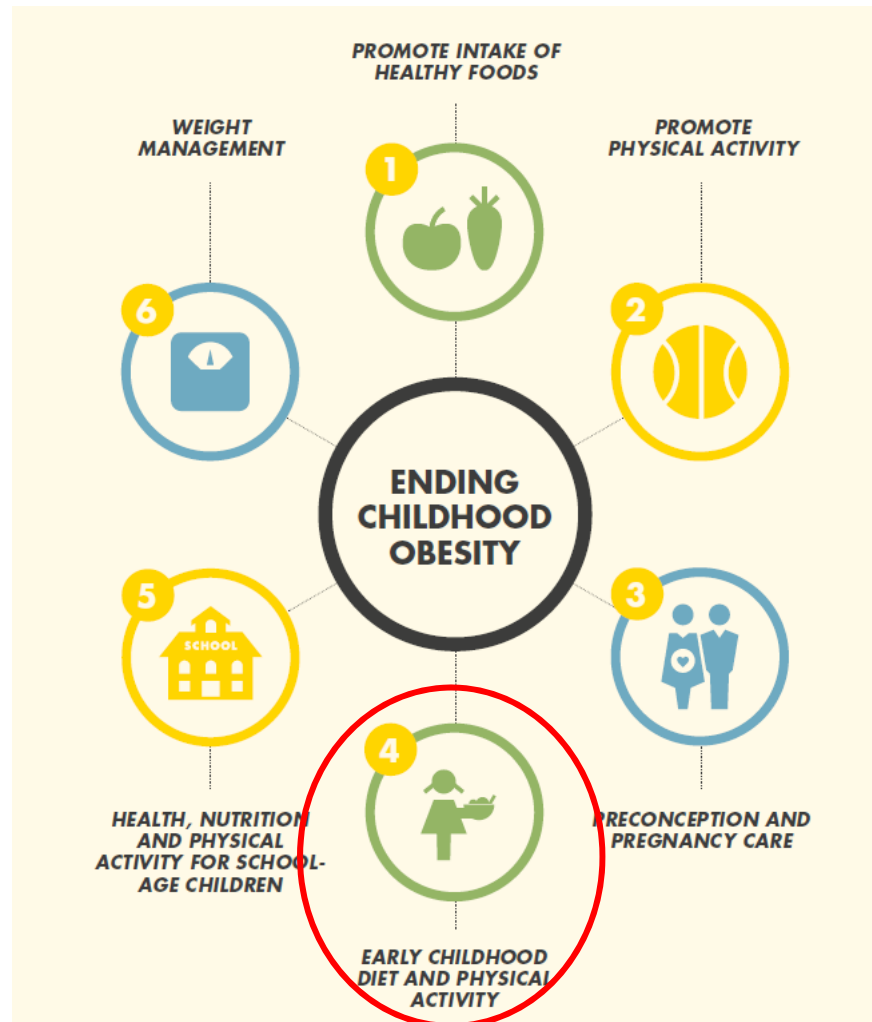 PROMOTE INTAKE OF
HEALTHY FOODS
1
WEIGHT
MANAGEMENT
PROMOTE
PHYSICAL ACTIVITY
6
2
ENDING
CHILDHOOD
OBESITY
5
SCHOOL
3
4
HEALTH, NUTRITION
AND PHYSICAL
ACTIVITY FOR SCHOOL-
AGE CHILDREN
PRECONCEPTION AND
PREGNANCY CARE
EARLY CHILDHOOD
DIET AND PHYSICAL
ACTIVITY